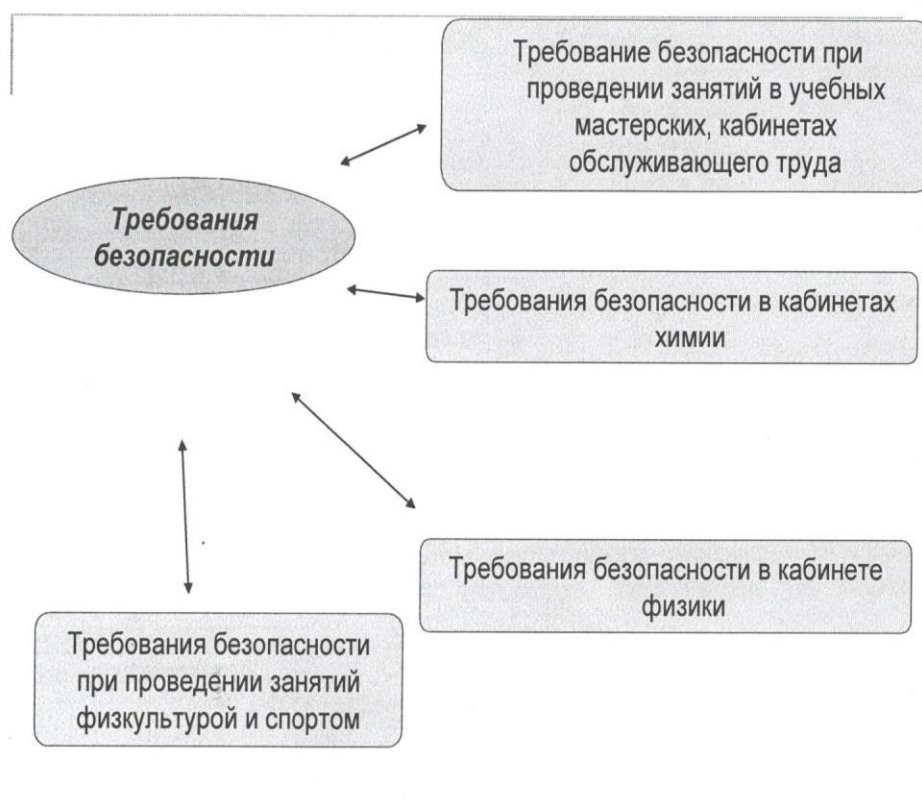 Требование безопасности при
проведении занятий в учебных
мастерских, кабинетах
обслуживающего труда
Требования
безопасности
Требования безопасности в кабинетах
химии
Требования безопасности в кабинете
физики
Требования безопасности
при проведении занятий
физкультурой и спортом